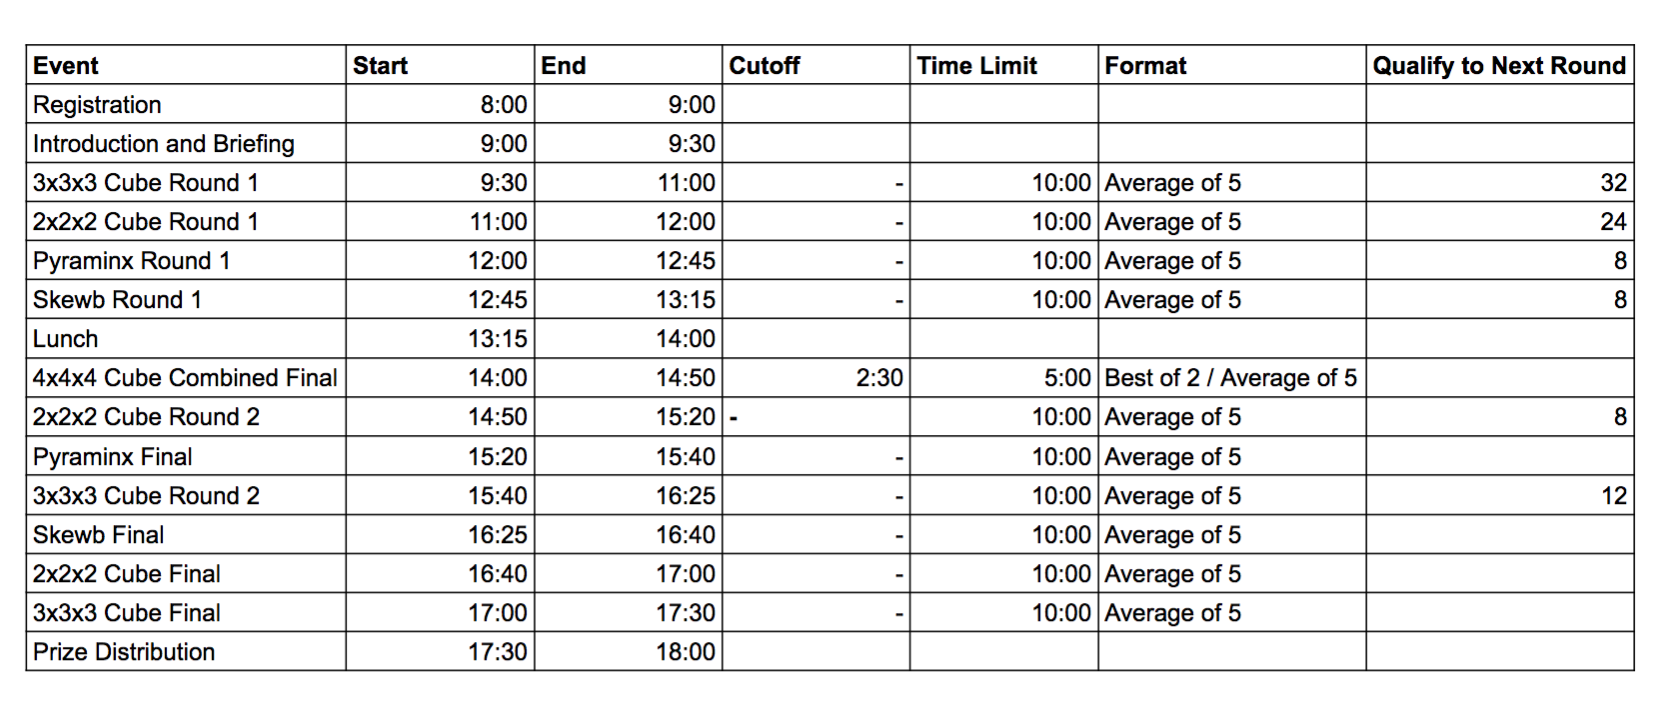 Event Start End Cutoff Time Limit Format Qualify to Next Round
Registration 8:00 9:00
Introduction and Briefing 9:00 9:30
3x3x3 Cube Round 1 9:30 11:00 - 10:00 Average of 5 32
2x2x2 Cube Round 1 11:00 12:00 - 10:00 Average of 5 24
Pyraminx Round 1 12:00 12:45 - 10:00 Average of 5 8
Skewb Round 1 12:45 13:15 - 10:00 Average of 5 8
Lunch 13:15 14:00
4x4x4 Cube Combined Final 14:00 14:50 2:30 5:00 Best of 2 / Average of 5
2x2x2 Cube Round 2 14:50 15:20 - 10:00 Average of 5 8
Pyraminx Final 15:20 15:40 - 10:00 Average of 5
3x3x3 Cube Round 2 15:40 16:25 - 10:00 Average of 5 12
Skewb Final 16:25 16:40 - 10:00 Average of 5
2x2x2 Cube Final 16:40 17:00 - 10:00 Average of 5
3x3x3 Cube Final 17:00 17:30 - 10:00 Average of 5
Prize Distribution 17:30 18:00